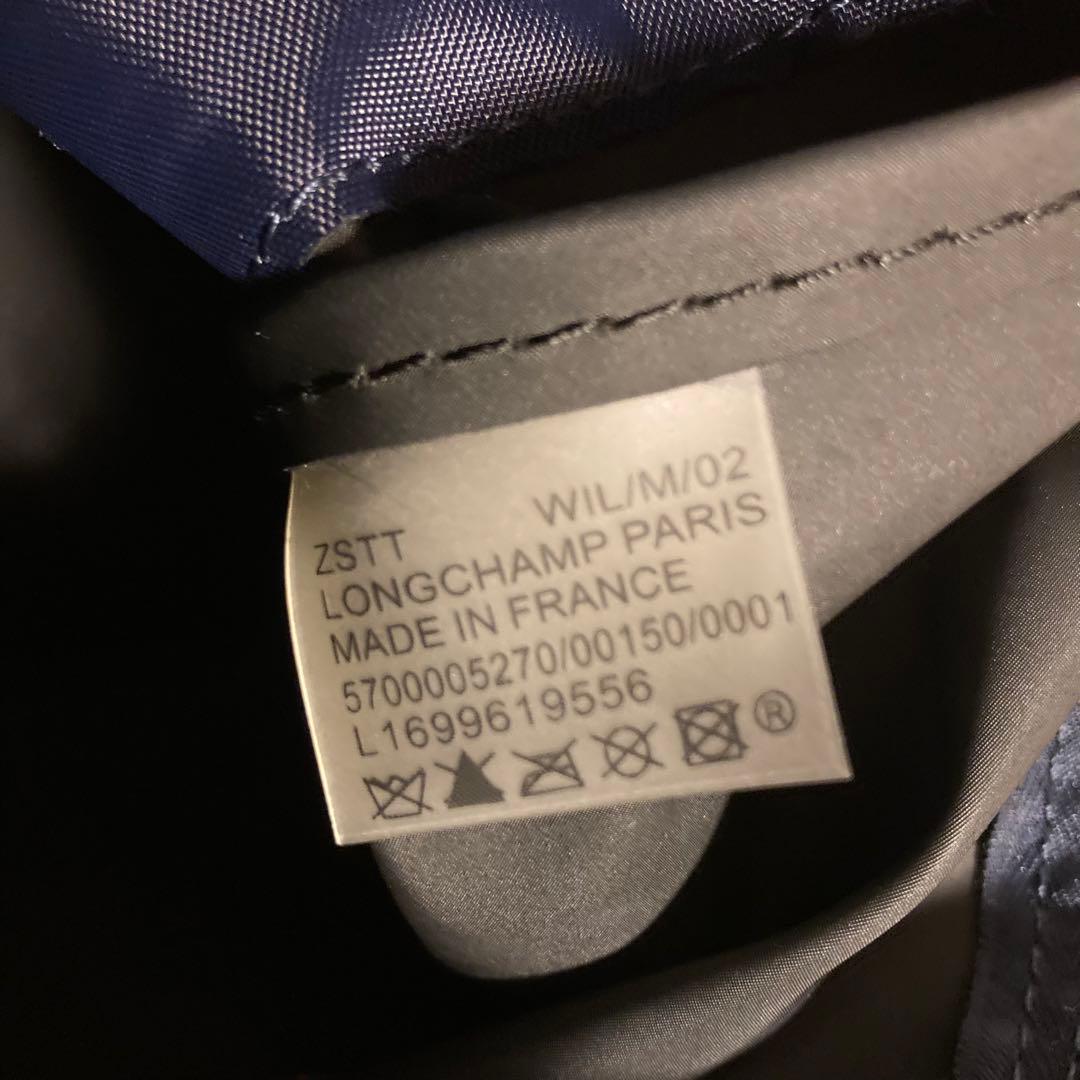 ZSTT WIL/M/02
LONGCHAMP PARIS
MADE IN FRANCE
5700005270/00150/0001
L1699619556
®